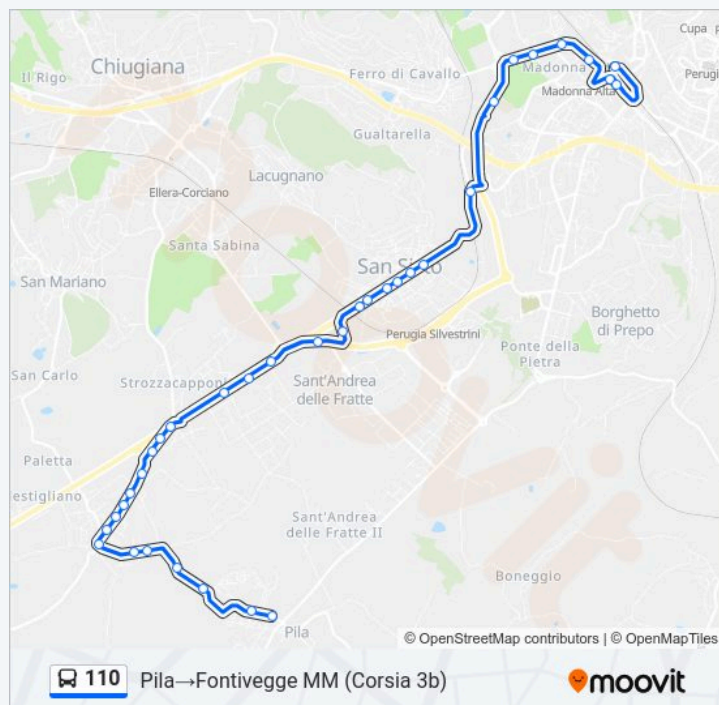 Cupa
P
Chiugiana
Il Rigo
Ferro di Cavallo
Madonna
Perugi
Madonna Alta
Gualtarella
Lacugnano
Ellera-Corciano
Santa Sabina
San Sisto
San Mariano
Borghetto
di Prepo
Perugia Silvestrini
Ponte della
Pietra
San Carlo
Strozzacapponi
Sant'Andrea
delle Fratte
Paletta
estigliano
Sant'Andrea
delle Fratte II
Boneggio
Pila
© OpenStreetMap contributors | © OpenMapTiles
110 Pila→Fontivegge MM (Corsia 3b)
moovit